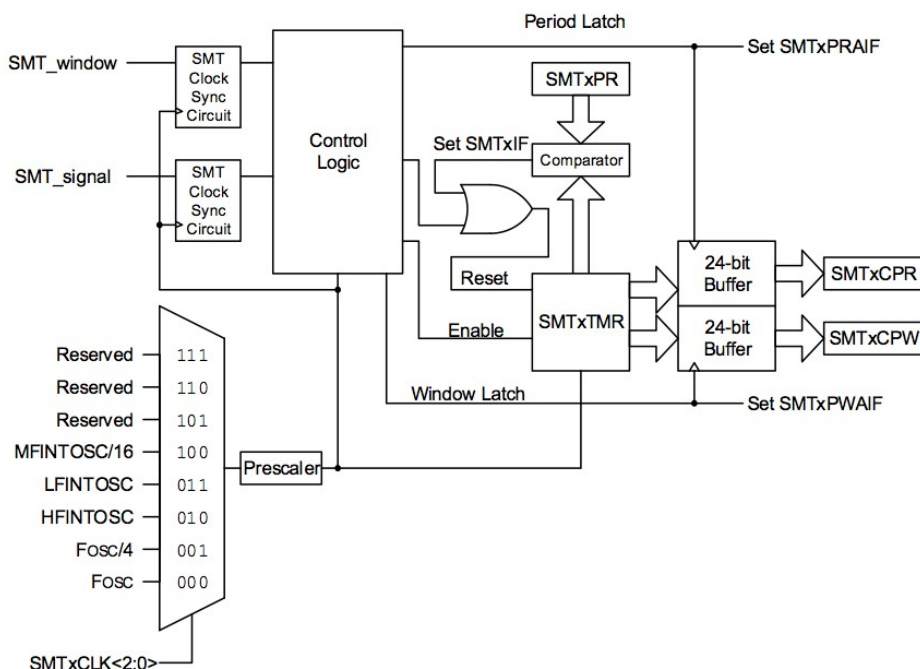 Period Latch
Set SMTxPRAIF
SMT_window
SMT
Clock
Sync
Circuit
SMTxPR
Control
Logic
Set SMTxIF
Comparator
SMT_signal
SMT
Clock
Sync
Circuit
24-bit
Buffer
SMTxCPR
Reset
SMTxTMR
Enable
24-bit
Buffer
SMTxCPW
Window Latch
Set SMTxPWAIF
Reserved 111
Reserved 110
Reserved 101
MFINTOSC/16 100
Prescaler
LFINTOSC 011
HFINTOSC 010
FOSC/4 001
FOSC 000
SMTxCLK<2:0>